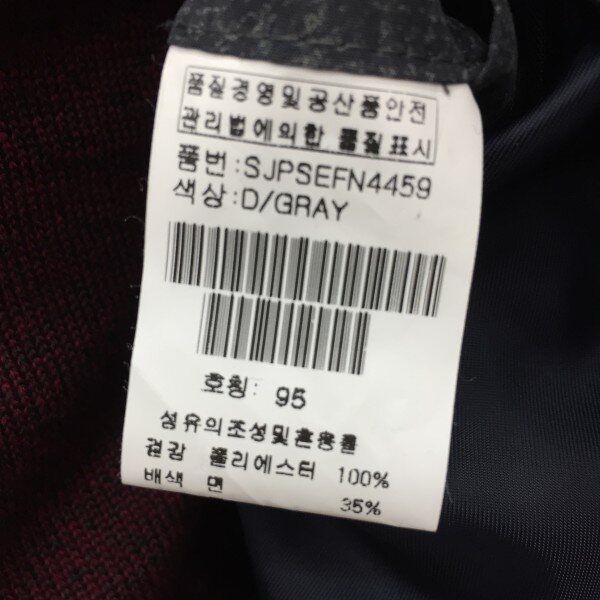 품질경영및공산품안전
관리법에의한 품질표시
품번:SJPSEFN4459
색상:D/GRAY
호칭: 95
섬유의조성및혼용률
겉감 폴리에스터 100%
배색 면 35%